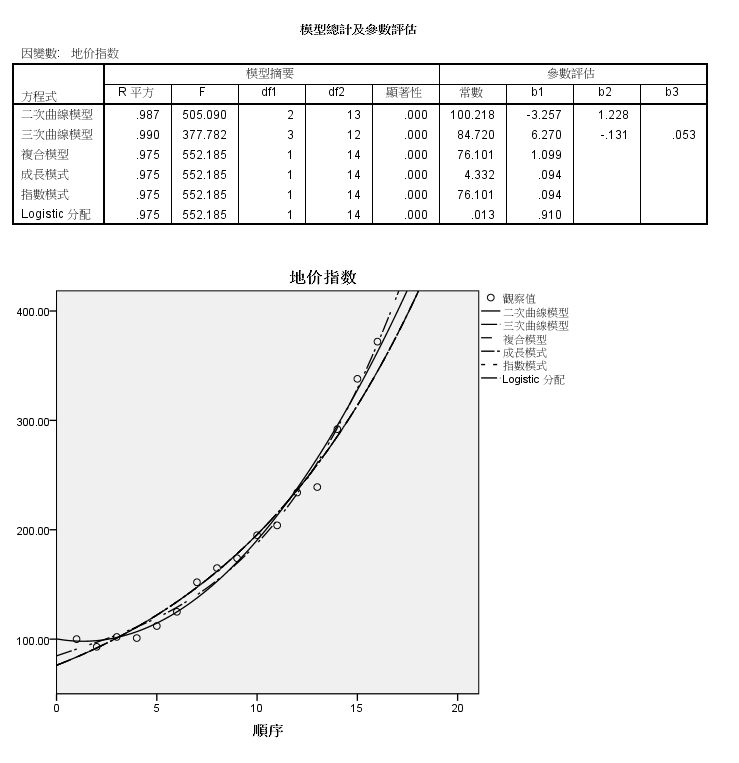 模型總計及參數評估
因變數: 地价指数
方程式 模型摘要 參數評估
R 平方 F df1 df2 顯著性 常數 b1 b2 b3
二次曲線模型 .987 505.090 2 13 .000 100.218 -3.257 1.228
三次曲線模型 .990 377.782 3 12 .000 84.720 6.270 -.131 .053
複合模型 .975 552.185 1 14 .000 76.101 1.099
成長模式 .975 552.185 1 14 .000 4.332 .094
指數模式 .975 552.185 1 14 .000 76.101 .094
Logistic 分配 .975 552.185 1 14 .000 .013 .910
地价指数
400.00
300.00
200.00
100.00
0 5 10 15 20
順序
觀察值
二次曲線模型
三次曲線模型
複合模型
成長模式
指數模式
Logistic 分配